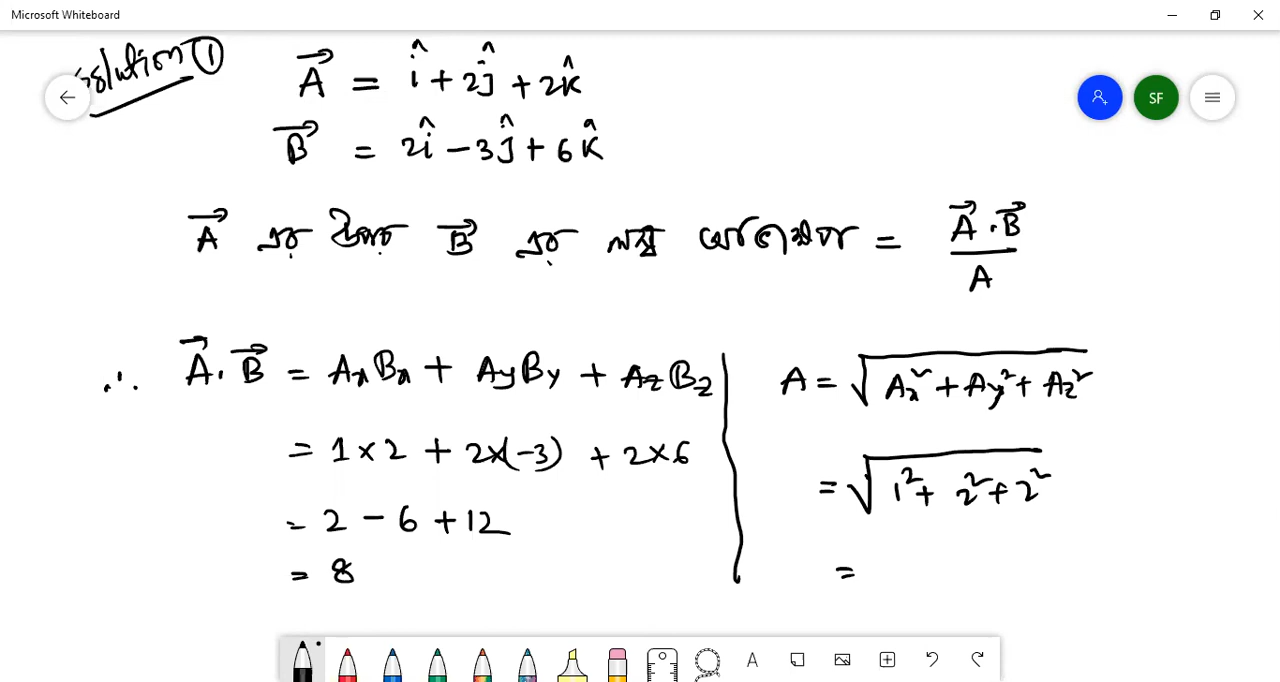 Microsoft Whiteboard
Solution ①
A⃗ = î + 2ĵ + 2k̂
B⃗ = 2î − 3ĵ + 6k̂
SF
A⃗ এর উপর B⃗ এর লম্ব অভিক্ষেপ = A⃗ . B⃗ / A
∴ A⃗ . B⃗ = AxBx + AyBy + AzBz
= 1 × 2 + 2×(−3) + 2×6
= 2 − 6 + 12
= 8
A = √(Ax² + Ay² + Az²)
= √(1² + 2² + 2²)
=
A